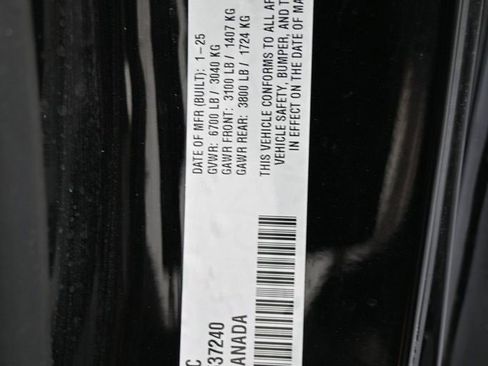 DATE OF MFR (BUILT): 1-25
GVWR: 6700 LB / 3040 KG
GAWR FRONT: 3100 LB / 1407 KG
GAWR REAR: 3800 LB / 1724 KG
THIS VEHICLE CONFORMS TO ALL AP
VEHICLE SAFETY, BUMPER, AND T
IN EFFECT ON THE DATE OF MA
C
37240
ANADA